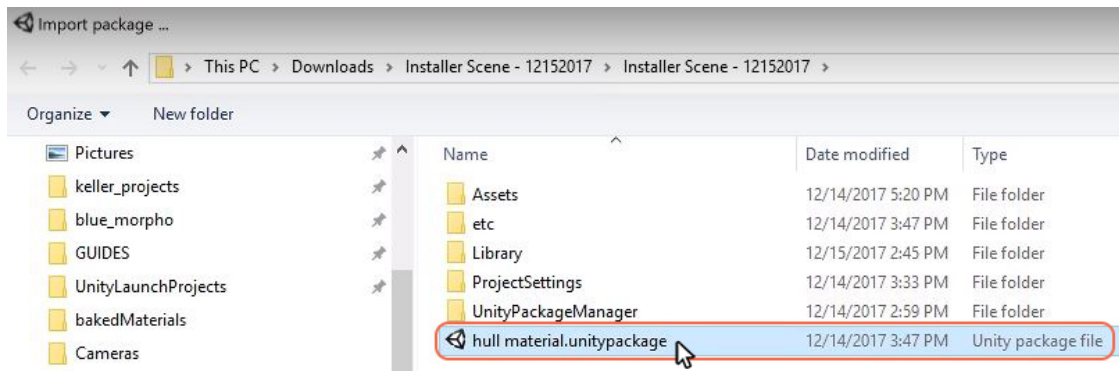 Import package ...
This PC > Downloads > Installer Scene - 12152017 > Installer Scene - 12152017 >
Organize New folder
Pictures
keller_projects
blue_morpho
GUIDES
UnityLaunchProjects
bakedMaterials
Cameras
Name Date modified Type
Assets 12/14/2017 5:20 PM File folder
etc 12/14/2017 3:47 PM File folder
Library 12/15/2017 2:45 PM File folder
ProjectSettings 12/14/2017 3:33 PM File folder
UnityPackageManager 12/14/2017 2:59 PM File folder
hull material.unitypackage 12/14/2017 3:47 PM Unity package file